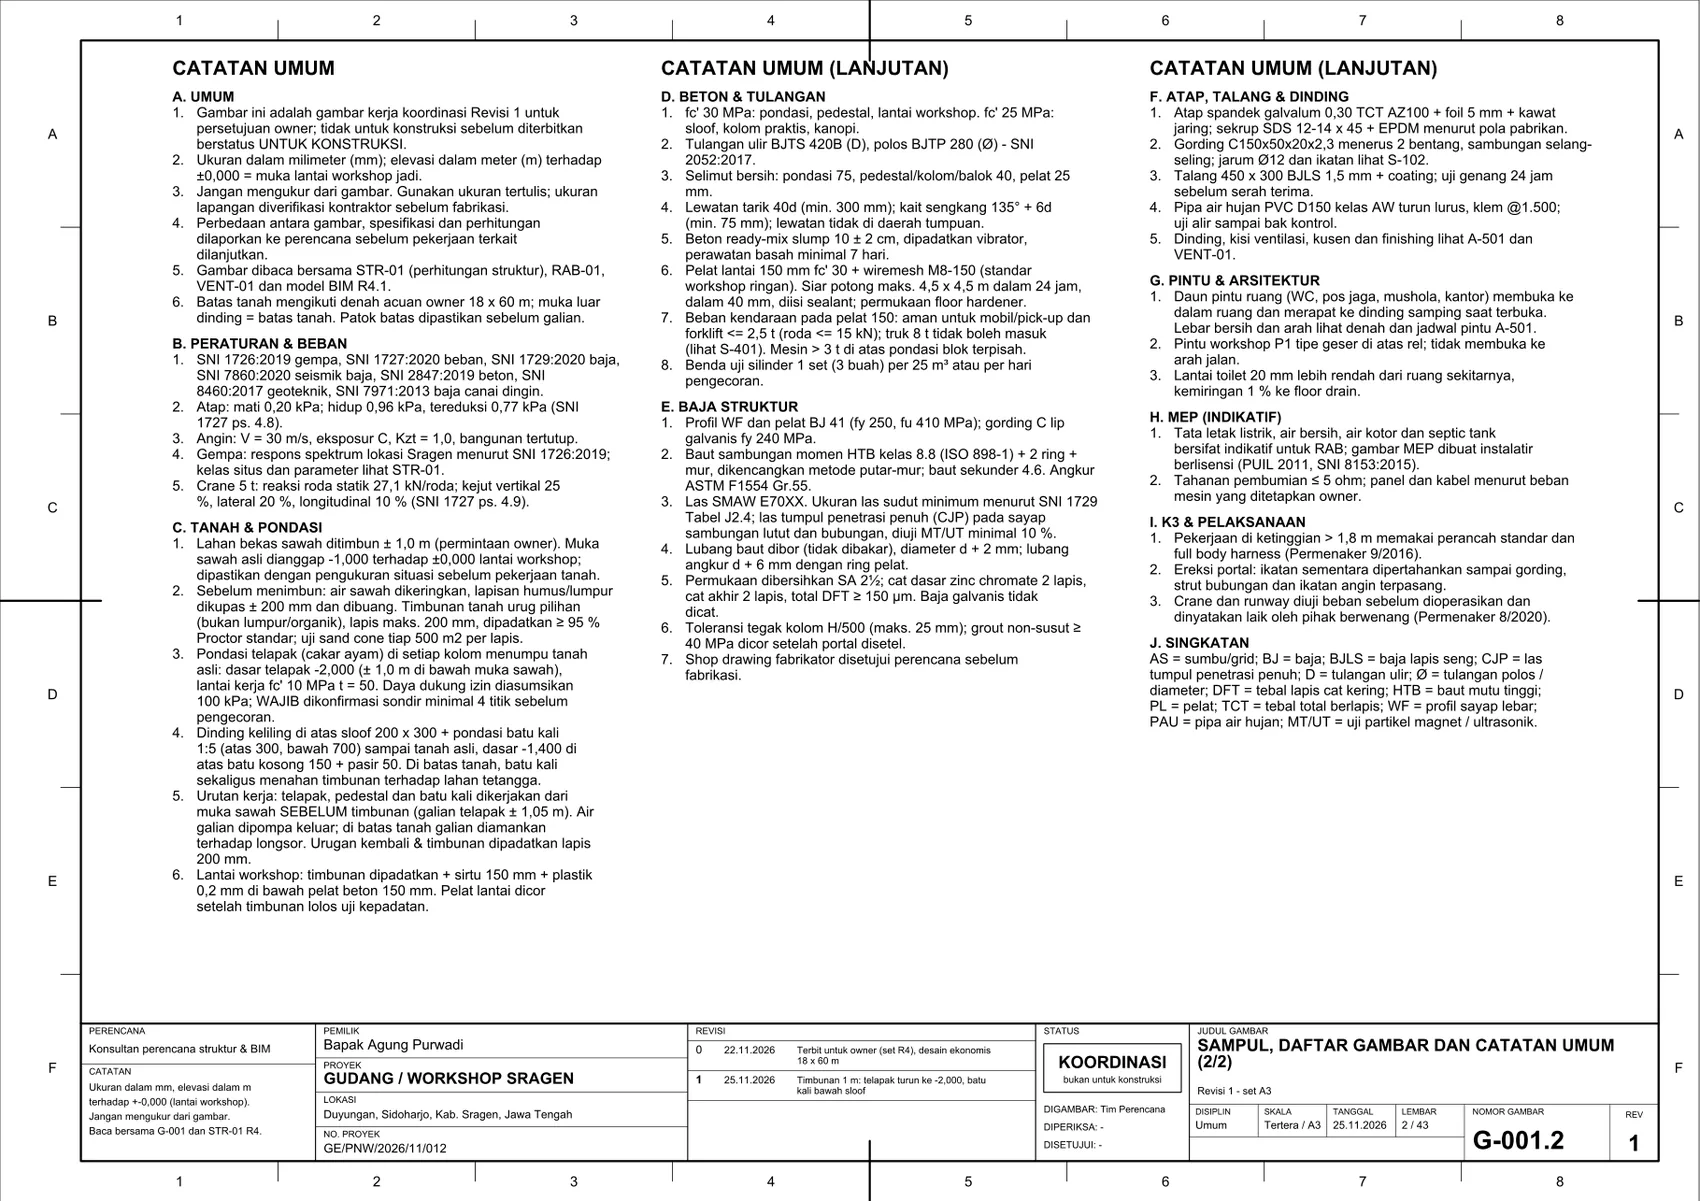 1 2 3 4 5 6 7 8
A
B
C
D
E
F
CATATAN UMUM
A. UMUM
1. Gambar ini adalah gambar kerja koordinasi Revisi 1 untuk
persetujuan owner; tidak untuk konstruksi sebelum diterbitkan
berstatus UNTUK KONSTRUKSI.
2. Ukuran dalam milimeter (mm); elevasi dalam meter (m) terhadap
±0,000 = muka lantai workshop jadi.
3. Jangan mengukur dari gambar. Gunakan ukuran tertulis; ukuran
lapangan diverifikasi kontraktor sebelum fabrikasi.
4. Perbedaan antara gambar, spesifikasi dan perhitungan
dilaporkan ke perencana sebelum pekerjaan terkait
dilanjutkan.
5. Gambar dibaca bersama STR-01 (perhitungan struktur), RAB-01,
VENT-01 dan model BIM R4.1.
6. Batas tanah mengikuti denah acuan owner 18 x 60 m; muka luar
dinding = batas tanah. Patok batas dipastikan sebelum galian.
B. PERATURAN & BEBAN
1. SNI 1726:2019 gempa, SNI 1727:2020 beban, SNI 1729:2020 baja,
SNI 7860:2020 seismik baja, SNI 2847:2019 beton, SNI
8460:2017 geoteknik, SNI 7971:2013 baja canai dingin.
2. Atap: mati 0,20 kPa; hidup 0,96 kPa, tereduksi 0,77 kPa (SNI
1727 ps. 4.8).
3. Angin: V = 30 m/s, eksposur C, Kzt = 1,0, bangunan tertutup.
4. Gempa: respons spektrum lokasi Sragen menurut SNI 1726:2019;
kelas situs dan parameter lihat STR-01.
5. Crane 5 t: reaksi roda statik 27,1 kN/roda; kejut vertikal 25
%, lateral 20 %, longitudinal 10 % (SNI 1727 ps. 4.9).
C. TANAH & PONDASI
1. Lahan bekas sawah ditimbun ± 1,0 m (permintaan owner). Muka
sawah asli dianggap -1,000 terhadap ±0,000 lantai workshop;
dipastikan dengan pengukuran situasi sebelum pekerjaan tanah.
2. Sebelum menimbun: air sawah dikeringkan, lapisan humus/lumpur
dikupas ± 200 mm dan dibuang. Timbunan tanah urug pilihan
(bukan lumpur/organik), lapis maks. 200 mm, dipadatkan ≥ 95 %
Proctor standar; uji sand cone tiap 500 m2 per lapis.
3. Pondasi telapak (cakar ayam) di setiap kolom menumpu tanah
asli: dasar telapak -2,000 (± 1,0 m di bawah muka sawah),
lantai kerja fc' 10 MPa t = 50. Daya dukung izin diasumsikan
100 kPa; WAJIB dikonfirmasi sondir minimal 4 titik sebelum
pengecoran.
4. Dinding keliling di atas sloof 200 x 300 + pondasi batu kali
1:5 (atas 300, bawah 700) sampai tanah asli, dasar -1,400 di
atas batu kosong 150 + pasir 50. Di batas tanah, batu kali
sekaligus menahan timbunan terhadap lahan tetangga.
5. Urutan kerja: telapak, pedestal dan batu kali dikerjakan dari
muka sawah SEBELUM timbunan (galian telapak ± 1,05 m). Air
galian dipompa keluar; di batas tanah galian diamankan
terhadap longsor. Urugan kembali & timbunan dipadatkan lapis
200 mm.
6. Lantai workshop: timbunan dipadatkan + sirtu 150 mm + plastik
0,2 mm di bawah pelat beton 150 mm. Pelat lantai dicor
setelah timbunan lolos uji kepadatan.
CATATAN UMUM (LANJUTAN)
D. BETON & TULANGAN
1. fc' 30 MPa: pondasi, pedestal, lantai workshop. fc' 25 MPa:
sloof, kolom praktis, kanopi.
2. Tulangan ulir BJTS 420B (D), polos BJTP 280 (Ø) - SNI
2052:2017.
3. Selimut bersih: pondasi 75, pedestal/kolom/balok 40, pelat 25
mm.
4. Lewatan tarik 40d (min. 300 mm); kait sengkang 135° + 6d
(min. 75 mm); lewatan tidak di daerah tumpuan.
5. Beton ready-mix slump 10 ± 2 cm, dipadatkan vibrator,
perawatan basah minimal 7 hari.
6. Pelat lantai 150 mm fc' 30 + wiremesh M8-150 (standar
workshop ringan). Siar potong maks. 4,5 x 4,5 m dalam 24 jam,
dalam 40 mm, diisi sealant; permukaan floor hardener.
7. Beban kendaraan pada pelat 150: aman untuk mobil/pick-up dan
forklift <= 2,5 t (roda <= 15 kN); truk 8 t tidak boleh masuk
(lihat S-401). Mesin > 3 t di atas pondasi blok terpisah.
8. Benda uji silinder 1 set (3 buah) per 25 m³ atau per hari
pengecoran.
E. BAJA STRUKTUR
1. Profil WF dan pelat BJ 41 (fy 250, fu 410 MPa); gording C lip
galvanis fy 240 MPa.
2. Baut sambungan momen HTB kelas 8.8 (ISO 898-1) + 2 ring +
mur, dikencangkan metode putar-mur; baut sekunder 4.6. Angkur
ASTM F1554 Gr.55.
3. Las SMAW E70XX. Ukuran las sudut minimum menurut SNI 1729
Tabel J2.4; las tumpul penetrasi penuh (CJP) pada sayap
sambungan lutut dan bubungan, diuji MT/UT minimal 10 %.
4. Lubang baut dibor (tidak dibakar), diameter d + 2 mm; lubang
angkur d + 6 mm dengan ring pelat.
5. Permukaan dibersihkan SA 2½; cat dasar zinc chromate 2 lapis,
cat akhir 2 lapis, total DFT ≥ 150 µm. Baja galvanis tidak
dicat.
6. Toleransi tegak kolom H/500 (maks. 25 mm); grout non-susut ≥
40 MPa dicor setelah portal disetel.
7. Shop drawing fabrikator disetujui perencana sebelum
fabrikasi.
CATATAN UMUM (LANJUTAN)
F. ATAP, TALANG & DINDING
1. Atap spandek galvalum 0,30 TCT AZ100 + foil 5 mm + kawat
jaring; sekrup SDS 12-14 x 45 + EPDM menurut pola pabrikan.
2. Gording C150x50x20x2,3 menerus 2 bentang, sambungan selang-
seling; jarum Ø12 dan ikatan lihat S-102.
3. Talang 450 x 300 BJLS 1,5 mm + coating; uji genang 24 jam
sebelum serah terima.
4. Pipa air hujan PVC D150 kelas AW turun lurus, klem @1.500;
uji alir sampai bak kontrol.
5. Dinding, kisi ventilasi, kusen dan finishing lihat A-501 dan
VENT-01.
G. PINTU & ARSITEKTUR
1. Daun pintu ruang (WC, pos jaga, mushola, kantor) membuka ke
dalam ruang dan merapat ke dinding samping saat terbuka.
Lebar bersih dan arah lihat denah dan jadwal pintu A-501.
2. Pintu workshop P1 tipe geser di atas rel; tidak membuka ke
arah jalan.
3. Lantai toilet 20 mm lebih rendah dari ruang sekitarnya,
kemiringan 1 % ke floor drain.
H. MEP (INDIKATIF)
1. Tata letak listrik, air bersih, air kotor dan septic tank
bersifat indikatif untuk RAB; gambar MEP dibuat instalatir
berlisensi (PUIL 2011, SNI 8153:2015).
2. Tahanan pembumian ≤ 5 ohm; panel dan kabel menurut beban
mesin yang ditetapkan owner.
I. K3 & PELAKSANAAN
1. Pekerjaan di ketinggian > 1,8 m memakai perancah standar dan
full body harness (Permenaker 9/2016).
2. Ereksi portal: ikatan sementara dipertahankan sampai gording,
strut bubungan dan ikatan angin terpasang.
3. Crane dan runway diuji beban sebelum dioperasikan dan
dinyatakan laik oleh pihak berwenang (Permenaker 8/2020).
J. SINGKATAN
AS = sumbu/grid; BJ = baja; BJLS = baja lapis seng; CJP = las
tumpul penetrasi penuh; D = tulangan ulir; Ø = tulangan polos /
diameter; DFT = tebal lapis cat kering; HTB = baut mutu tinggi;
PL = pelat; TCT = tebal total berlapis; WF = profil sayap lebar;
PAU = pipa air hujan; MT/UT = uji partikel magnet / ultrasonik.
A
B
C
D
E
F
PERENCANA
Konsultan perencana struktur & BIM
CATATAN
Ukuran dalam mm, elevasi dalam m
terhadap +-0,000 (lantai workshop).
Jangan mengukur dari gambar.
Baca bersama G-001 dan STR-01 R4.
PEMILIK
Bapak Agung Purwadi
PROYEK
GUDANG / WORKSHOP SRAGEN
LOKASI
Duyungan, Sidoharjo, Kab. Sragen, Jawa Tengah
NO. PROYEK
GE/PNW/2026/11/012
REVISI
0 22.11.2026 Terbit untuk owner (set R4), desain ekonomis
18 x 60 m
1 25.11.2026 Timbunan 1 m: telapak turun ke -2,000, batu
kali bawah sloof
STATUS
KOORDINASI
bukan untuk konstruksi
DIGAMBAR: Tim Perencana
DIPERIKSA: -
DISETUJUI: -
JUDUL GAMBAR
SAMPUL, DAFTAR GAMBAR DAN CATATAN UMUM
(2/2)
Revisi 1 - set A3
DISIPLIN
Umum
SKALA
Tertera / A3
TANGGAL
25.11.2026
LEMBAR
2 / 43
NOMOR GAMBAR
G-001.2
REV
1
1 2 3 4 5 6 7 8